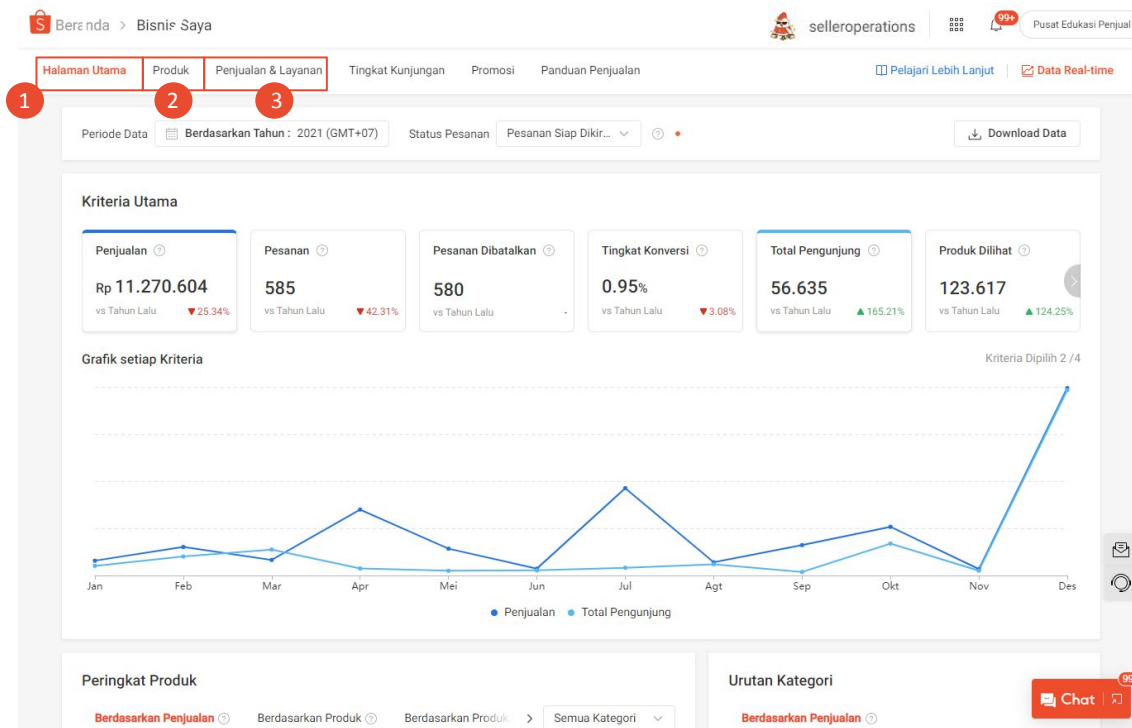 Beranda > Bisnis Saya
selleroperations
99+
Pusat Edukasi Penjual
Halaman Utama
Produk
Penjualan & Layanan
Tingkat Kunjungan
Promosi
Panduan Penjualan
Pelajari Lebih Lanjut
Data Real-time
1
2
3
Periode Data
Berdasarkan Tahun : 2021 (GMT+07)
Status Pesanan
Pesanan Siap Dikir...
Download Data
Kriteria Utama
Penjualan
Rp 11.270.604
vs Tahun Lalu ▼25.34%
Pesanan
585
vs Tahun Lalu ▼42.31%
Pesanan Dibatalkan
580
vs Tahun Lalu -
Tingkat Konversi
0.95%
vs Tahun Lalu ▼3.08%
Total Pengunjung
56.635
vs Tahun Lalu ▲165.21%
Produk Dilihat
123.617
vs Tahun Lalu ▲124.25%
Grafik setiap Kriteria
Kriteria Dipilih 2 /4
Jan Feb Mar Apr Mei Jun Jul Agt Sep Okt Nov Des
Penjualan Total Pengunjung
Peringkat Produk
Berdasarkan Penjualan
Berdasarkan Produk
Berdasarkan Produk
Semua Kategori
Urutan Kategori
Berdasarkan Penjualan
Chat
99